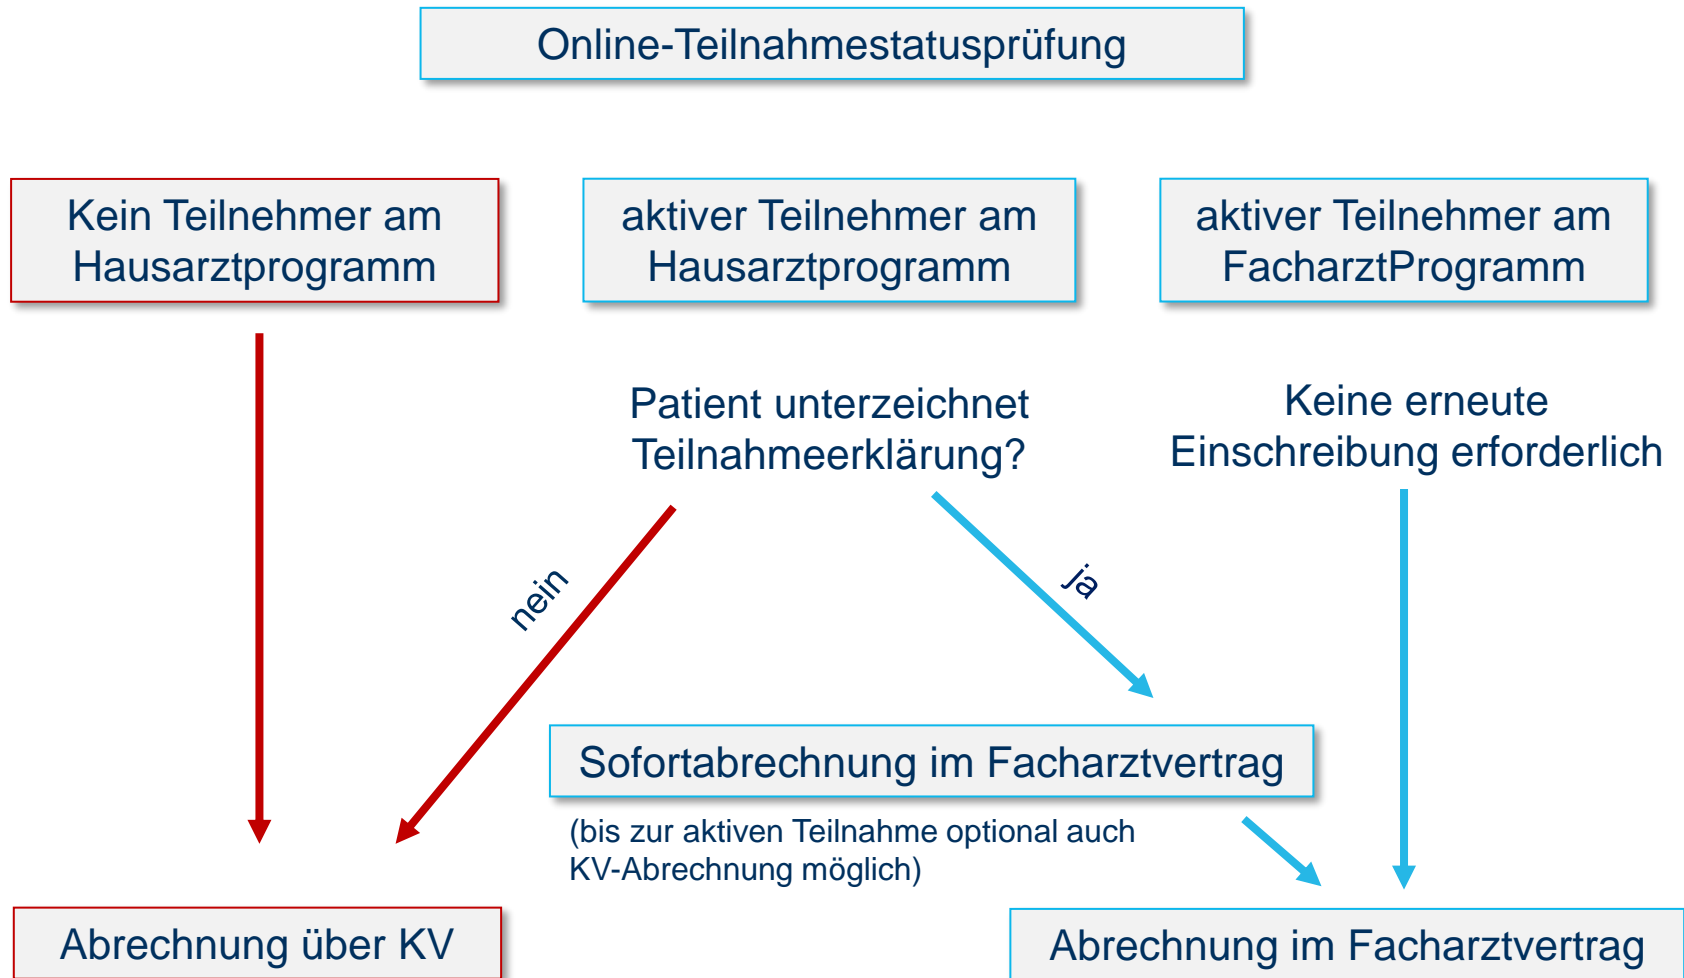 Online-Teilnahmestatusprüfung
Kein Teilnehmer am
Hausarztprogramm
aktiver Teilnehmer am
Hausarztprogramm
aktiver Teilnehmer am
FacharztProgramm
Patient unterzeichnet
Teilnahmeerklärung?
Keine erneute
Einschreibung erforderlich
nein
ja
Sofortabrechnung im Facharztvertrag
(bis zur aktiven Teilnahme optional auch
KV-Abrechnung möglich)
Abrechnung über KV
Abrechnung im Facharztvertrag